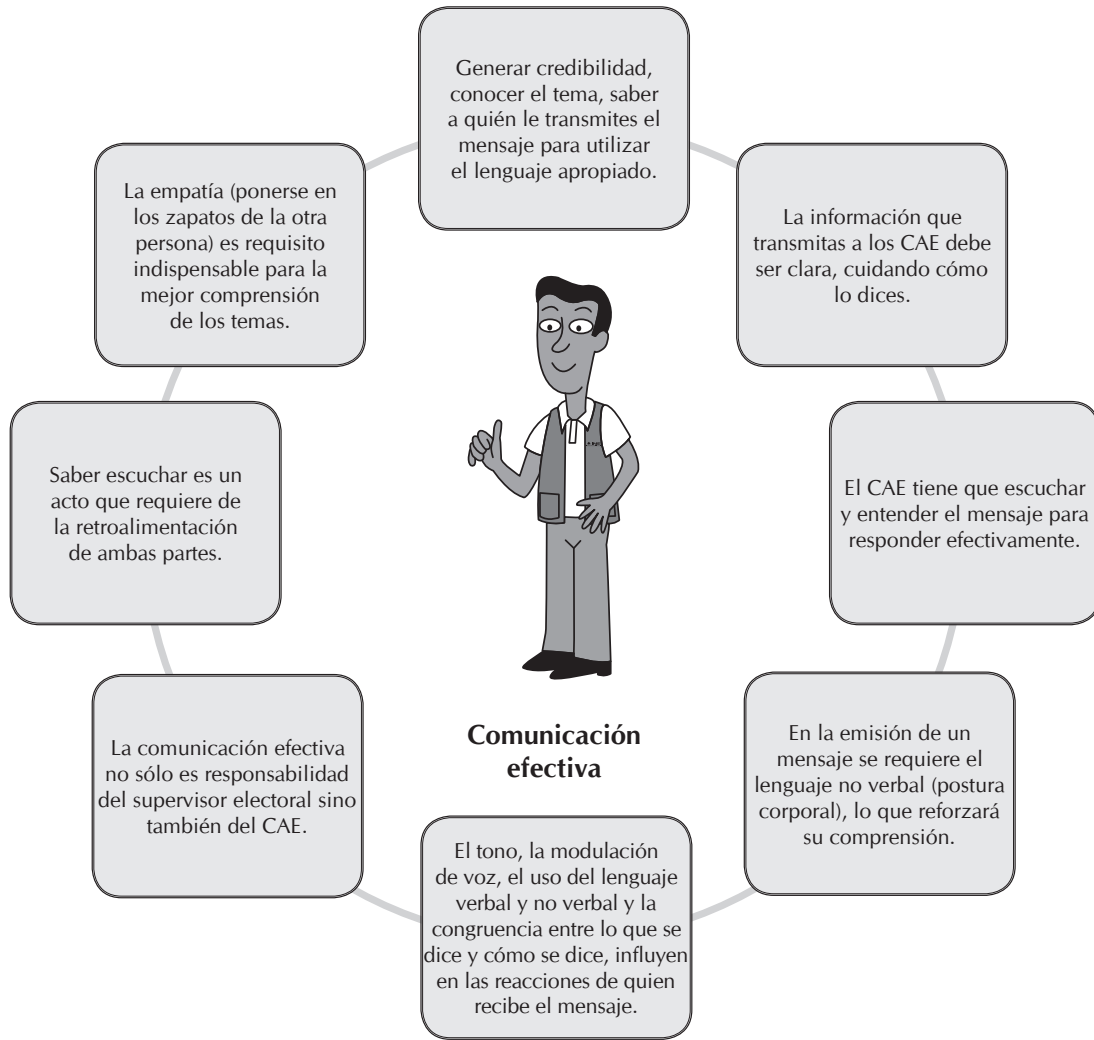 Generar credibilidad,
conocer el tema, saber
a quién le transmites el
mensaje para utilizar
el lenguaje apropiado.
La información que
transmitas a los CAE debe
ser clara, cuidando cómo
lo dices.
El CAE tiene que escuchar
y entender el mensaje para
responder efectivamente.
En la emisión de un
mensaje se requiere el
lenguaje no verbal (postura
corporal), lo que reforzará
su comprensión.
El tono, la modulación
de voz, el uso del lenguaje
verbal y no verbal y la
congruencia entre lo que se
dice y cómo se dice, influyen
en las reacciones de quien
recibe el mensaje.
La comunicación efectiva
no sólo es responsabilidad
del supervisor electoral sino
también del CAE.
Saber escuchar es un
acto que requiere de
la retroalimentación
de ambas partes.
La empatía (ponerse en
los zapatos de la otra
persona) es requisito
indispensable para la
mejor comprensión
de los temas.
Comunicación
efectiva